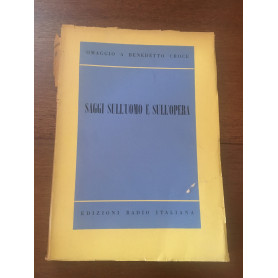 OMAGGIO A BENEDETTO CROCE
SAGGI SULL'UOMO E SULL'OPERA
EDIZIONI RADIO ITALIANA